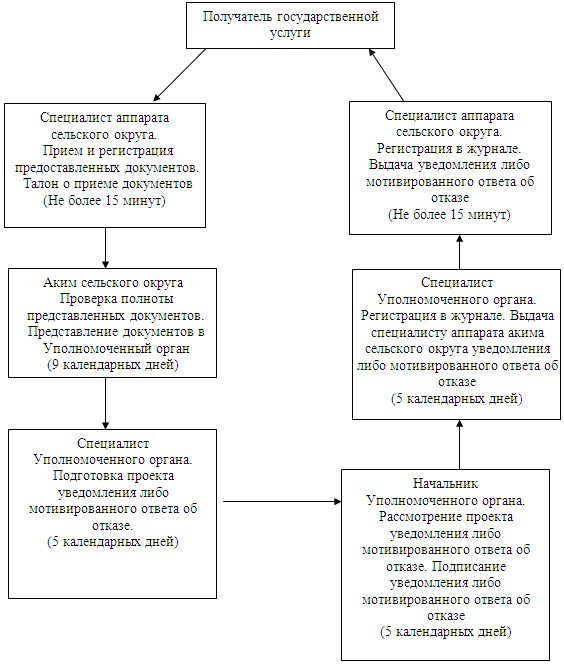 Получатель государственной
услуги
Специалист аппарата
сельского округа.
Прием и регистрация
предоставленных документов.
Талон о приеме документов
(Не более 15 минут)
Аким сельского округа
Проверка полноты
представленных документов.
Представление документов в
Уполномоченный орган
(9 календарных дней)
Специалист
Уполномоченного органа.
Подготовка проекта
уведомления либо
мотивированного ответа об
отказе.
(5 календарных дней)
Начальник
Уполномоченного органа.
Рассмотрение проекта
уведомления либо
мотивированного ответа об
отказе. Подписание
уведомления либо
мотивированного ответа об
отказе
(5 календарных дней)
Специалист
Уполномоченного органа.
Регистрация в журнале. Выдача
специалисту аппарата акима
сельского округа уведомления
либо мотивированного ответа об
отказе
(5 календарных дней)
Специалист аппарата
сельского округа.
Регистрация в журнале.
Выдача уведомления либо
мотивированного ответа об
отказе
(Не более 15 минут)